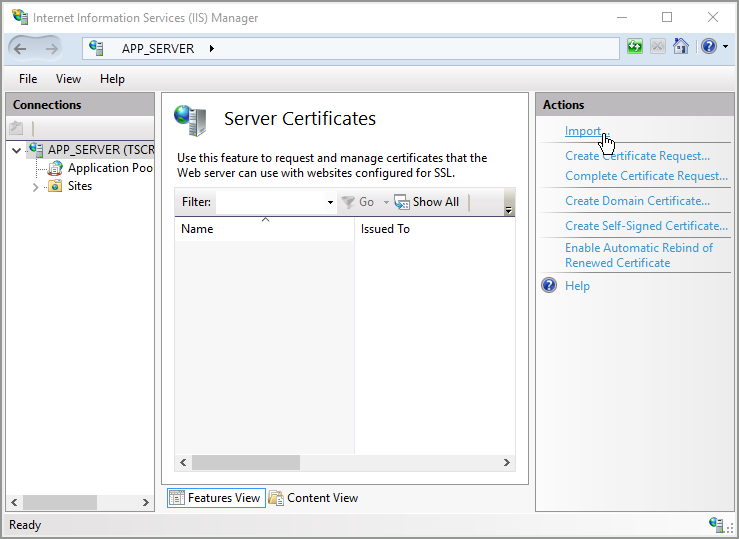 Internet Information Services (IIS) Manager
APP_SERVER
File View Help
Connections
APP_SERVER (TSCR
Application Poo
Sites
Server Certificates
Use this feature to request and manage certificates that the
Web server can use with websites configured for SSL.
Filter: Go Show All
Name Issued To
Features View Content View
Actions
Import...
Create Certificate Request...
Complete Certificate Request...
Create Domain Certificate...
Create Self-Signed Certificate...
Enable Automatic Rebind of
Renewed Certificate
Help
Ready